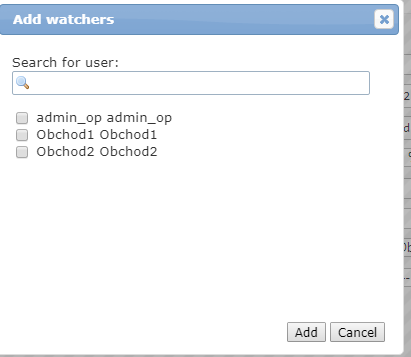 Add watchers
Search for user:
admin_op admin_op
Obchod1 Obchod1
Obchod2 Obchod2
Add Cancel